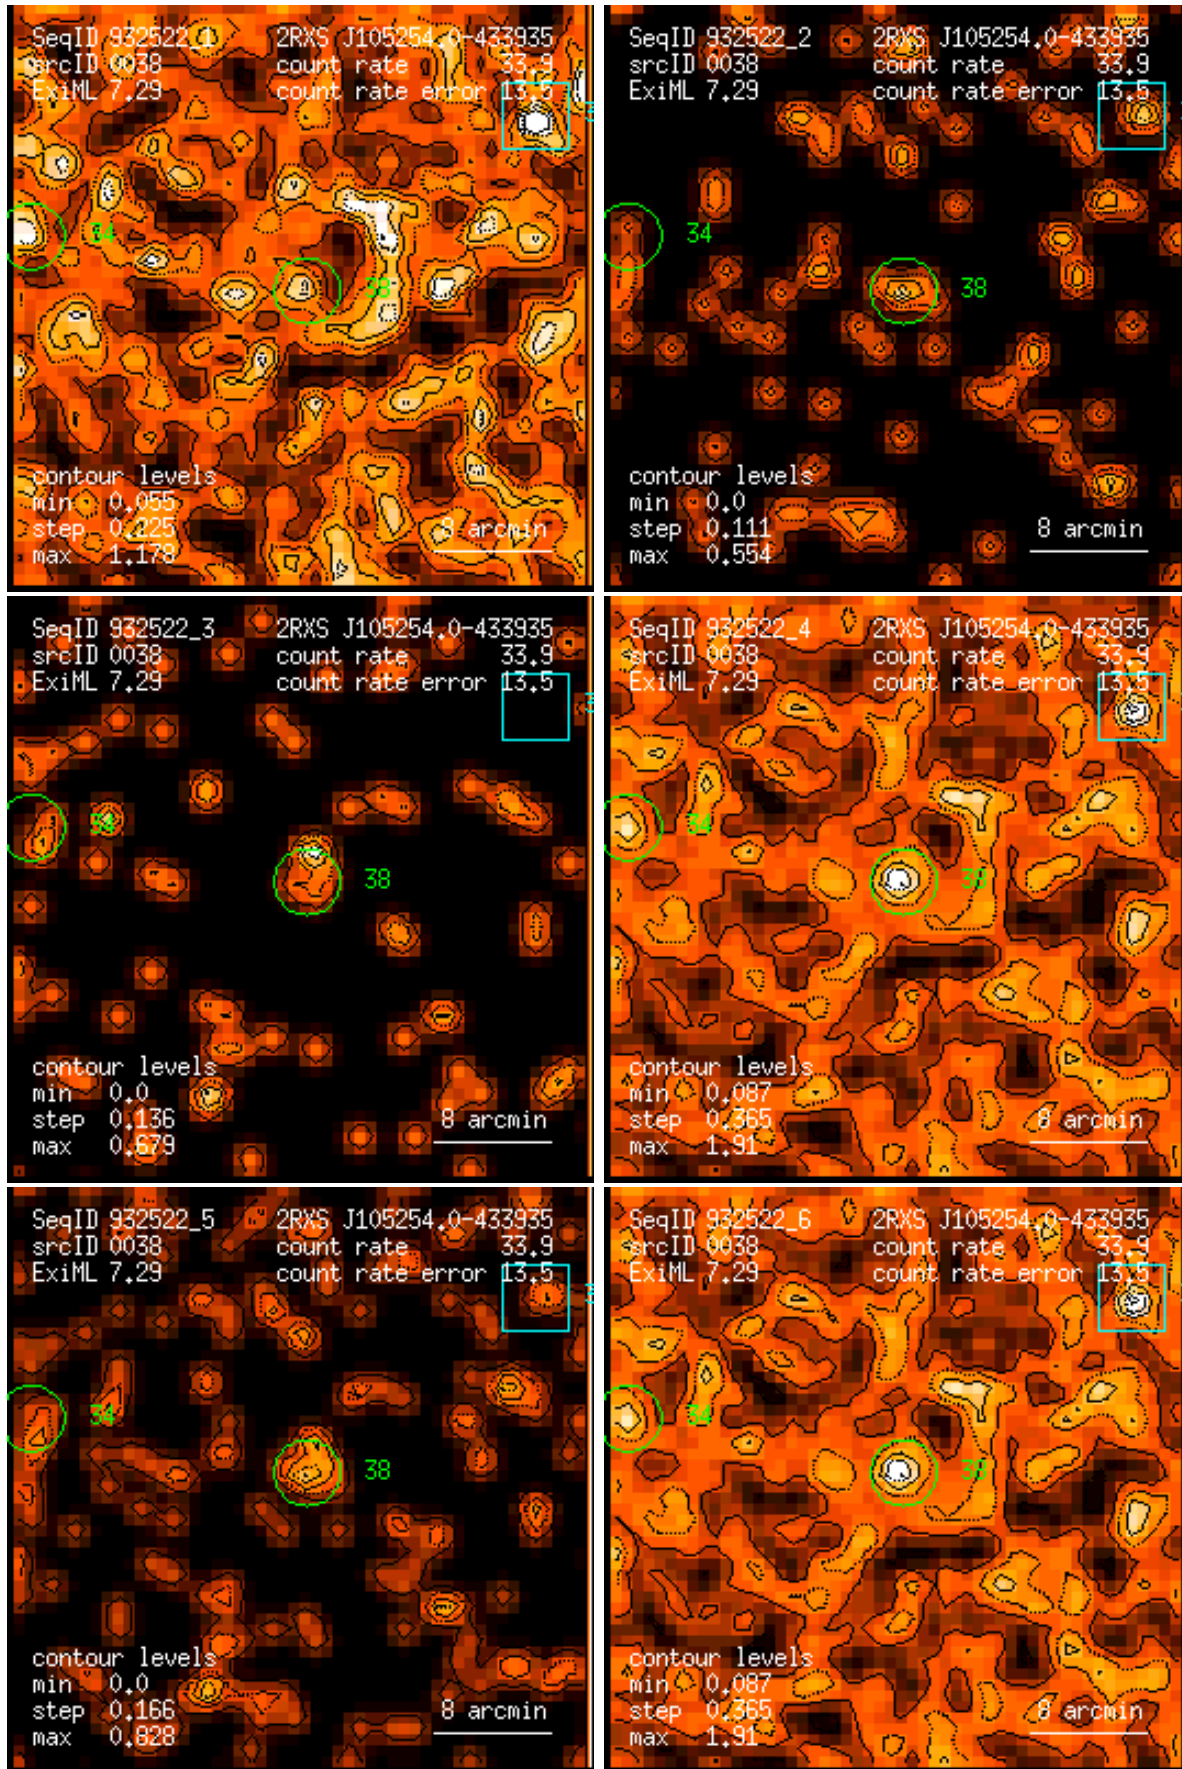 SeqID 932522_1 2RXS J105254.0-433935
srcID 0038 count rate 33.9
ExiML 7.29 count rate error 13.5
34
38
contour levels
min 0.055
step 0.225
max 1.178
8 arcmin
SeqID 932522_2 2RXS J105254.0-433935
srcID 0038 count rate 33.9
ExiML 7.29 count rate error 13.5
34
38
contour levels
min 0.0
step 0.111
max 0.554
8 arcmin
SeqID 932522_3 2RXS J105254.0-433935
srcID 0038 count rate 33.9
ExiML 7.29 count rate error 13.5
34
38
contour levels
min 0.0
step 0.136
max 0.679
8 arcmin
SeqID 932522_4 2RXS J105254.0-433935
srcID 0038 count rate 33.9
ExiML 7.29 count rate error 13.5
34
38
contour levels
min 0.087
step 0.365
max 1.91
8 arcmin
SeqID 932522_5 2RXS J105254.0-433935
srcID 0038 count rate 33.9
ExiML 7.29 count rate error 13.5
34
38
contour levels
min 0.0
step 0.166
max 0.828
8 arcmin
SeqID 932522_6 2RXS J105254.0-433935
srcID 0038 count rate 33.9
ExiML 7.29 count rate error 13.5
34
38
contour levels
min 0.087
step 0.365
max 1.91
8 arcmin